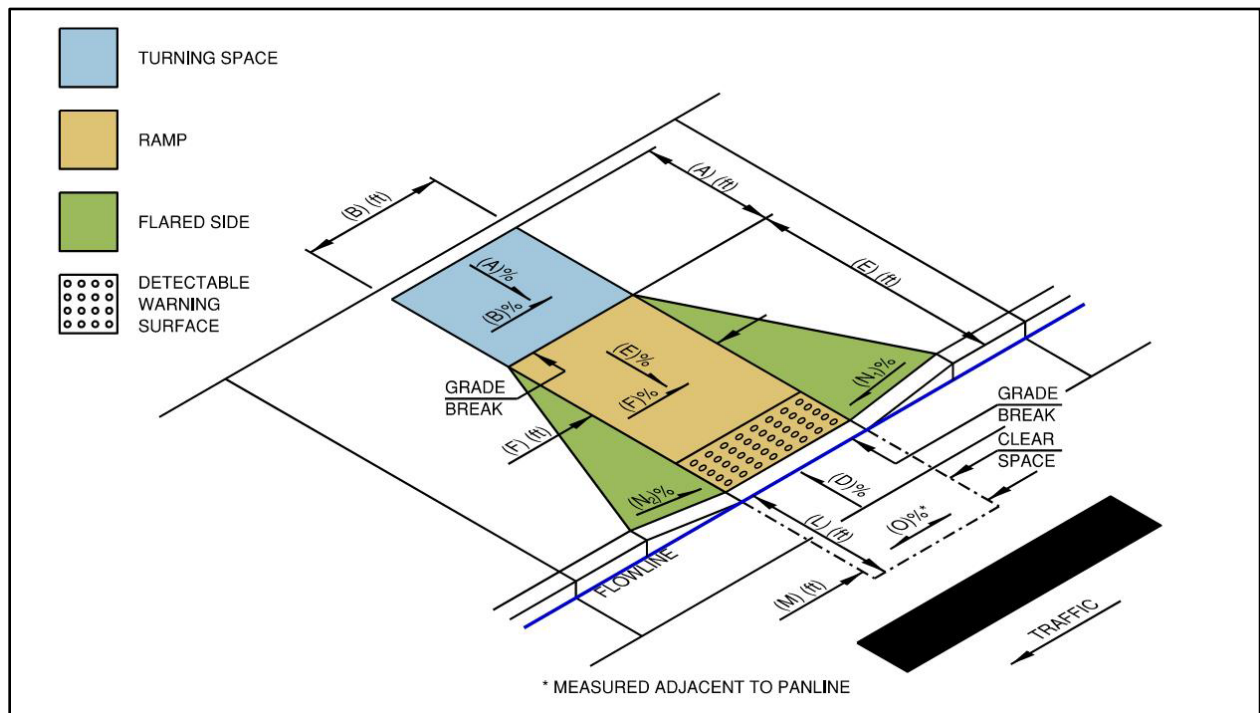 TURNING SPACE
RAMP
FLARED SIDE
DETECTABLE
WARNING
SURFACE
(B) (ft)
(A) (ft)
(E) (ft)
(A)%
(B)%
(E)%
(F)%
(N₁)%
GRADE
BREAK
(F) (ft)
(N₂)%
GRADE
BREAK
CLEAR
SPACE
(D)%
(L) (ft)
(O)%*
(M) (ft)
FLOWLINE
TRAFFIC
* MEASURED ADJACENT TO PANLINE